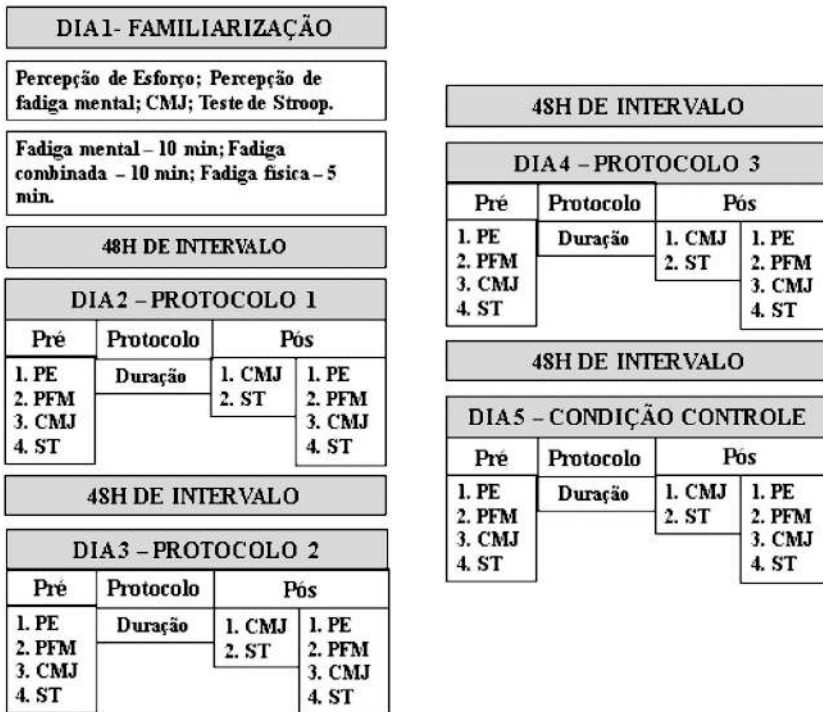 DIA1- FAMILIARIZAÇÃO
Percepção de Esforço; Percepção de
fadiga mental; CMJ; Teste de Stroop.
Fadiga mental – 10 min; Fadiga
combinada – 10 min; Fadiga física – 5
min.
48H DE INTERVALO
DIA2 – PROTOCOLO 1
Pré Protocolo Pós
1. PE Duração 1. CMJ 1. PE
2. PFM 2. ST 2. PFM
3. CMJ 3. CMJ
4. ST 4. ST
48H DE INTERVALO
DIA3 – PROTOCOLO 2
Pré Protocolo Pós
1. PE Duração 1. CMJ 1. PE
2. PFM 2. ST 2. PFM
3. CMJ 3. CMJ
4. ST 4. ST
48H DE INTERVALO
DIA4 – PROTOCOLO 3
Pré Protocolo Pós
1. PE Duração 1. CMJ 1. PE
2. PFM 2. ST 2. PFM
3. CMJ 3. CMJ
4. ST 4. ST
48H DE INTERVALO
DIA5 – CONDIÇÃO CONTROLE
Pré Protocolo Pós
1. PE Duração 1. CMJ 1. PE
2. PFM 2. ST 2. PFM
3. CMJ 3. CMJ
4. ST 4. ST